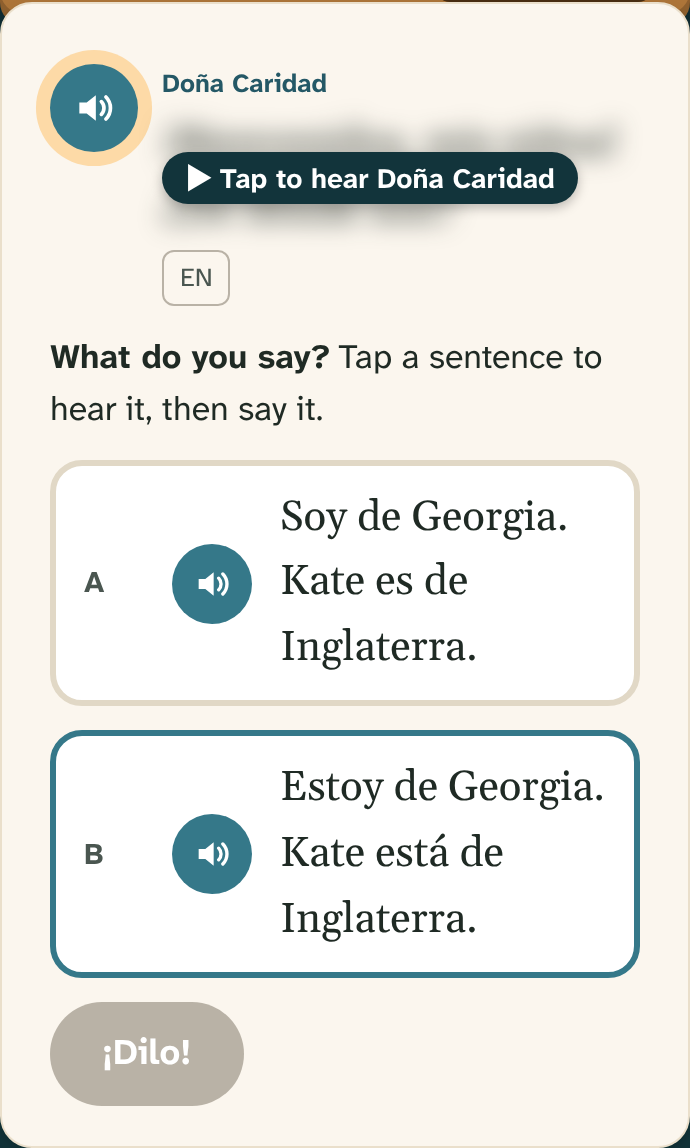 Doña Caridad
Tap to hear Doña Caridad
EN
What do you say? Tap a sentence to
hear it, then say it.
A
Soy de Georgia.
Kate es de
Inglaterra.
B
Estoy de Georgia.
Kate está de
Inglaterra.
¡Dilo!